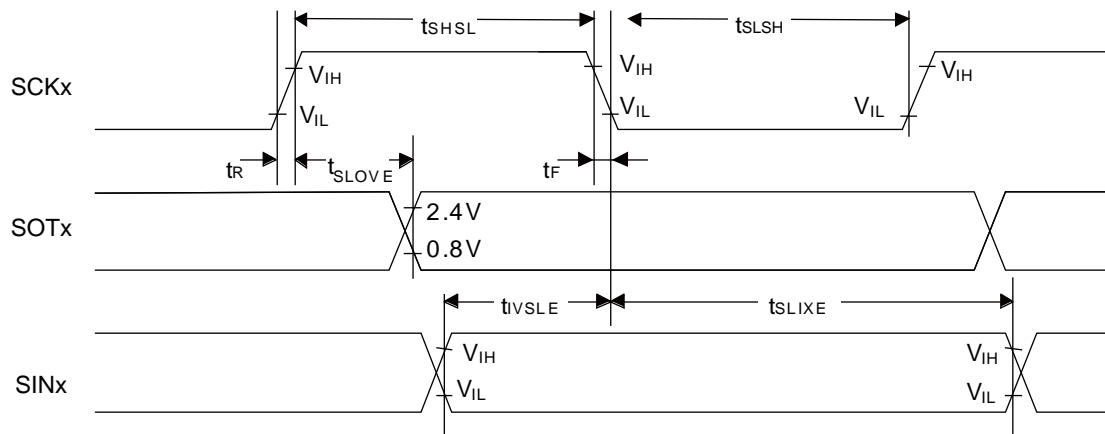 tSHSL
tSLSH
SCKx
VIH
VIH
VIH
VIL
VIL
VIL
tR
tSLOVE
tF
SOTx
2.4V
0.8V
tIVSLE
tSLIXE
SINx
VIH
VIH
VIL
VIL